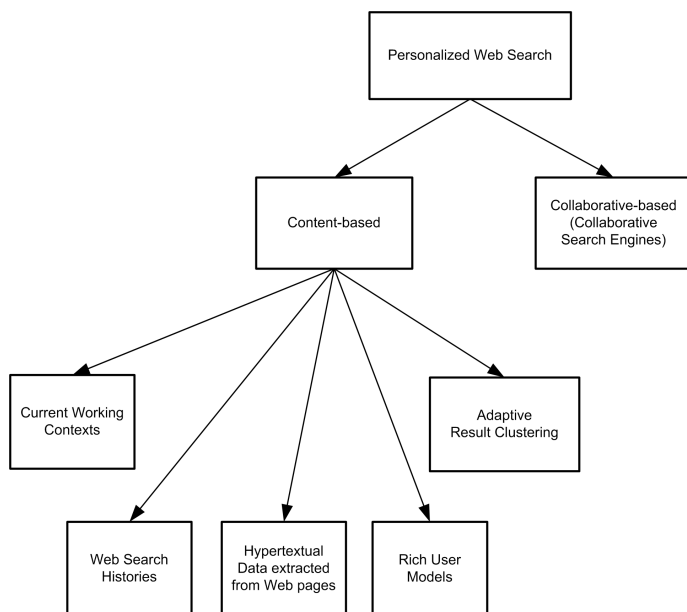 Personalized Web Search
Content-based
Collaborative-based
(Collaborative
Search Engines)
Current Working
Contexts
Adaptive
Result Clustering
Web Search
Histories
Hypertextual
Data extracted
from Web pages
Rich User
Models